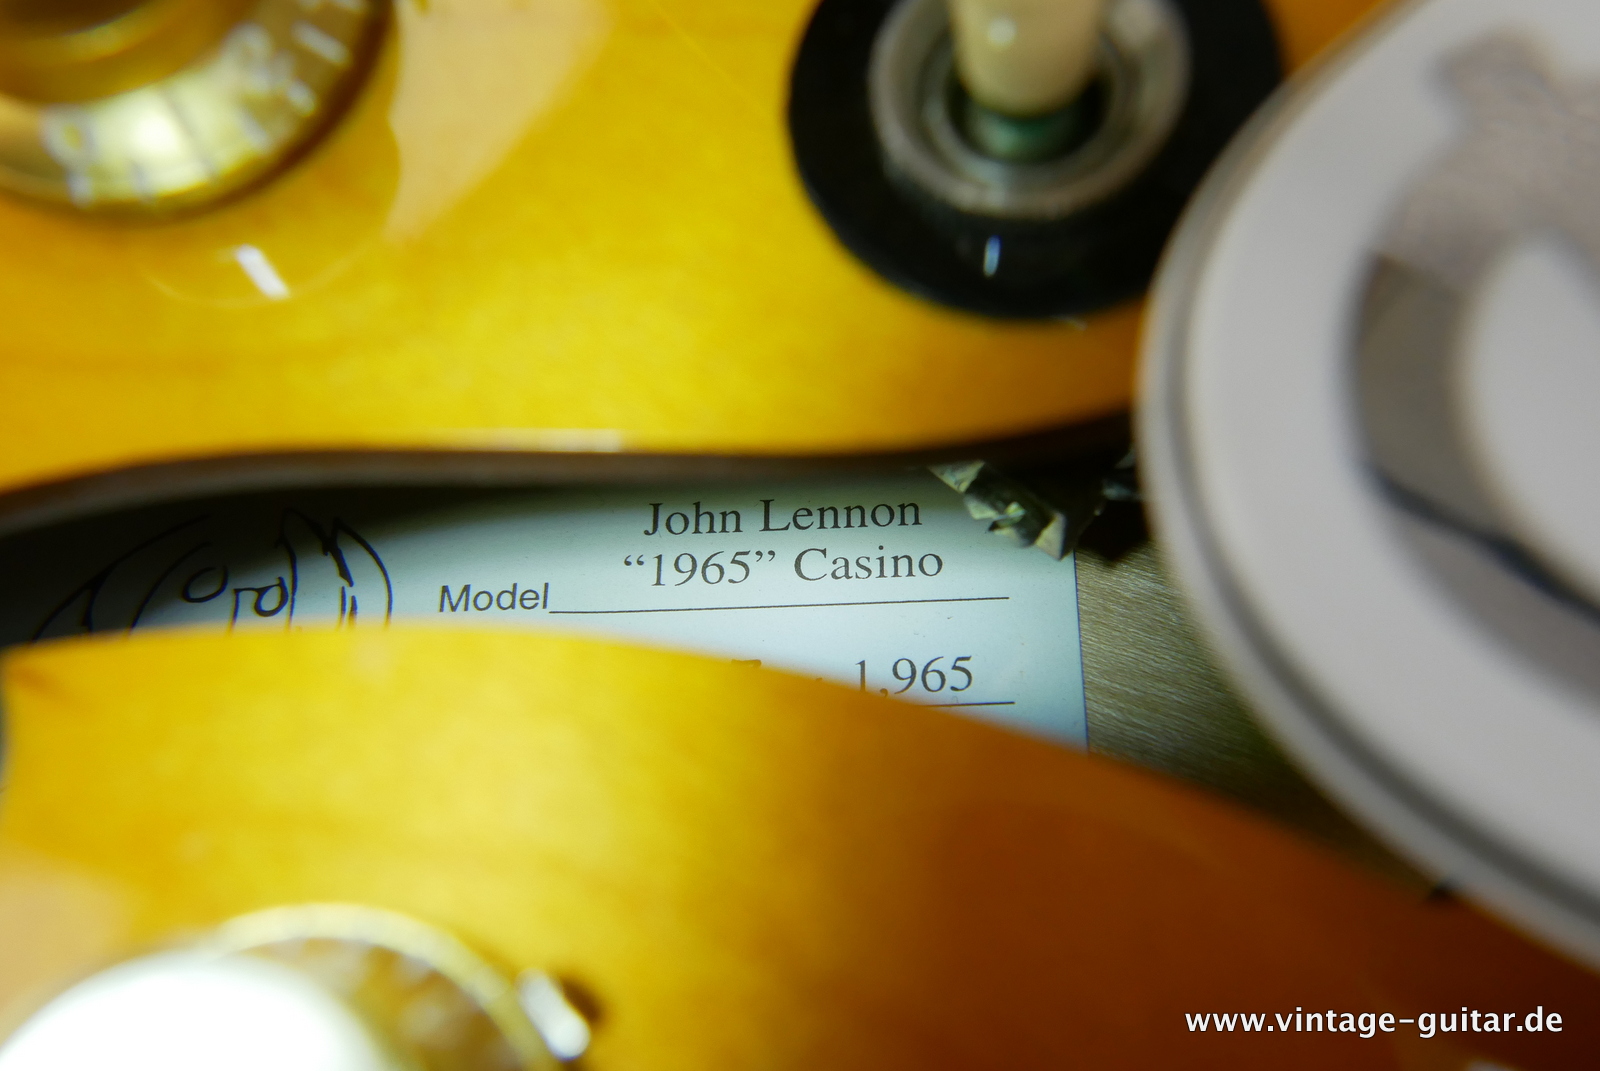 John Lennon
“1965” Casino
Model
1,965
www.vintage-guitar.de